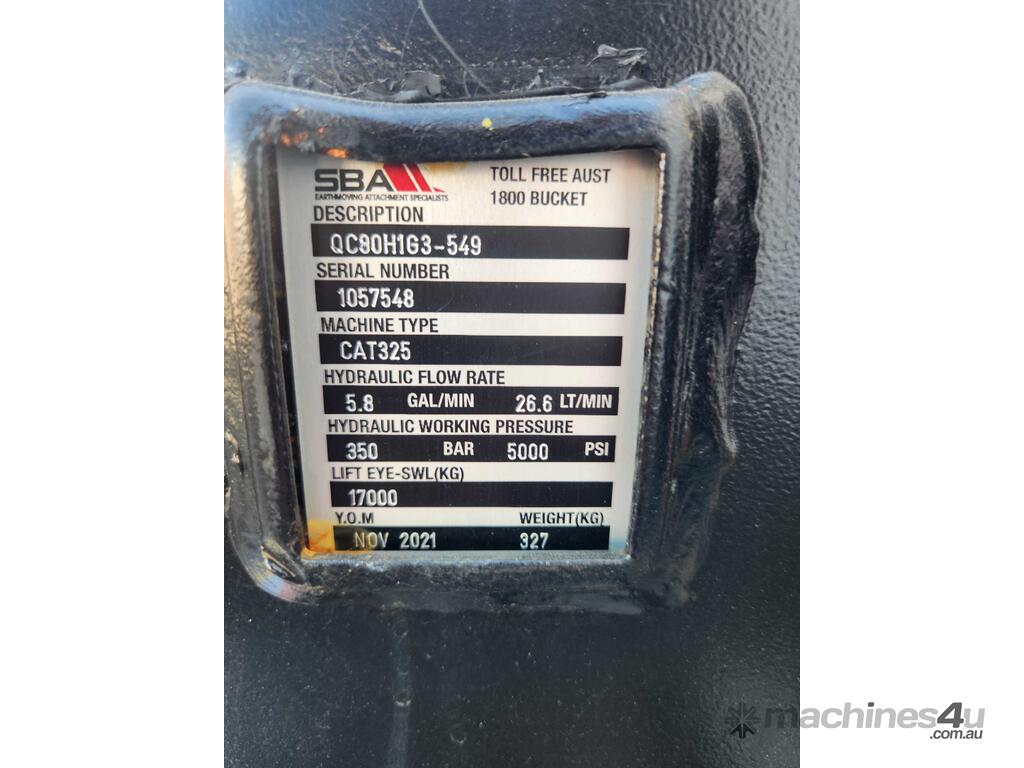 SBA
EARTHMOVING ATTACHMENT SPECIALISTS
TOLL FREE AUST
1800 BUCKET
DESCRIPTION
QC80H1G3-549
SERIAL NUMBER
1057548
MACHINE TYPE
CAT325
HYDRAULIC FLOW RATE
5.8 GAL/MIN 26.6 LT/MIN
HYDRAULIC WORKING PRESSURE
350 BAR 5000 PSI
LIFT EYE-SWL(KG)
17000
Y.O.M WEIGHT(KG)
NOV 2021 327
machines4u
.com.au